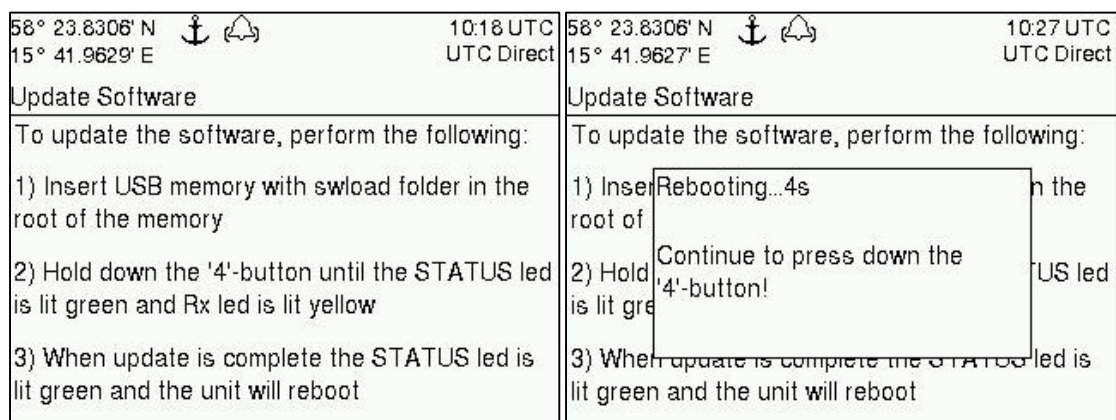 58° 23.8306' N
10:18 UTC
15° 41.9629' E
UTC Direct
Update Software
To update the software, perform the following:
1) Insert USB memory with swload folder in the
root of the memory
2) Hold down the '4'-button until the STATUS led
is lit green and Rx led is lit yellow
3) When update is complete the STATUS led is
lit green and the unit will reboot
58° 23.8306' N
10:27 UTC
15° 41.9627' E
UTC Direct
Update Software
To update the software, perform the following:
1) Inser
n the
root of
Rebooting...4s
Continue to press down the
'4'-button!
2) Hold
US led
is lit gre
3) When update is complete the STATUS led is
lit green and the unit will reboot